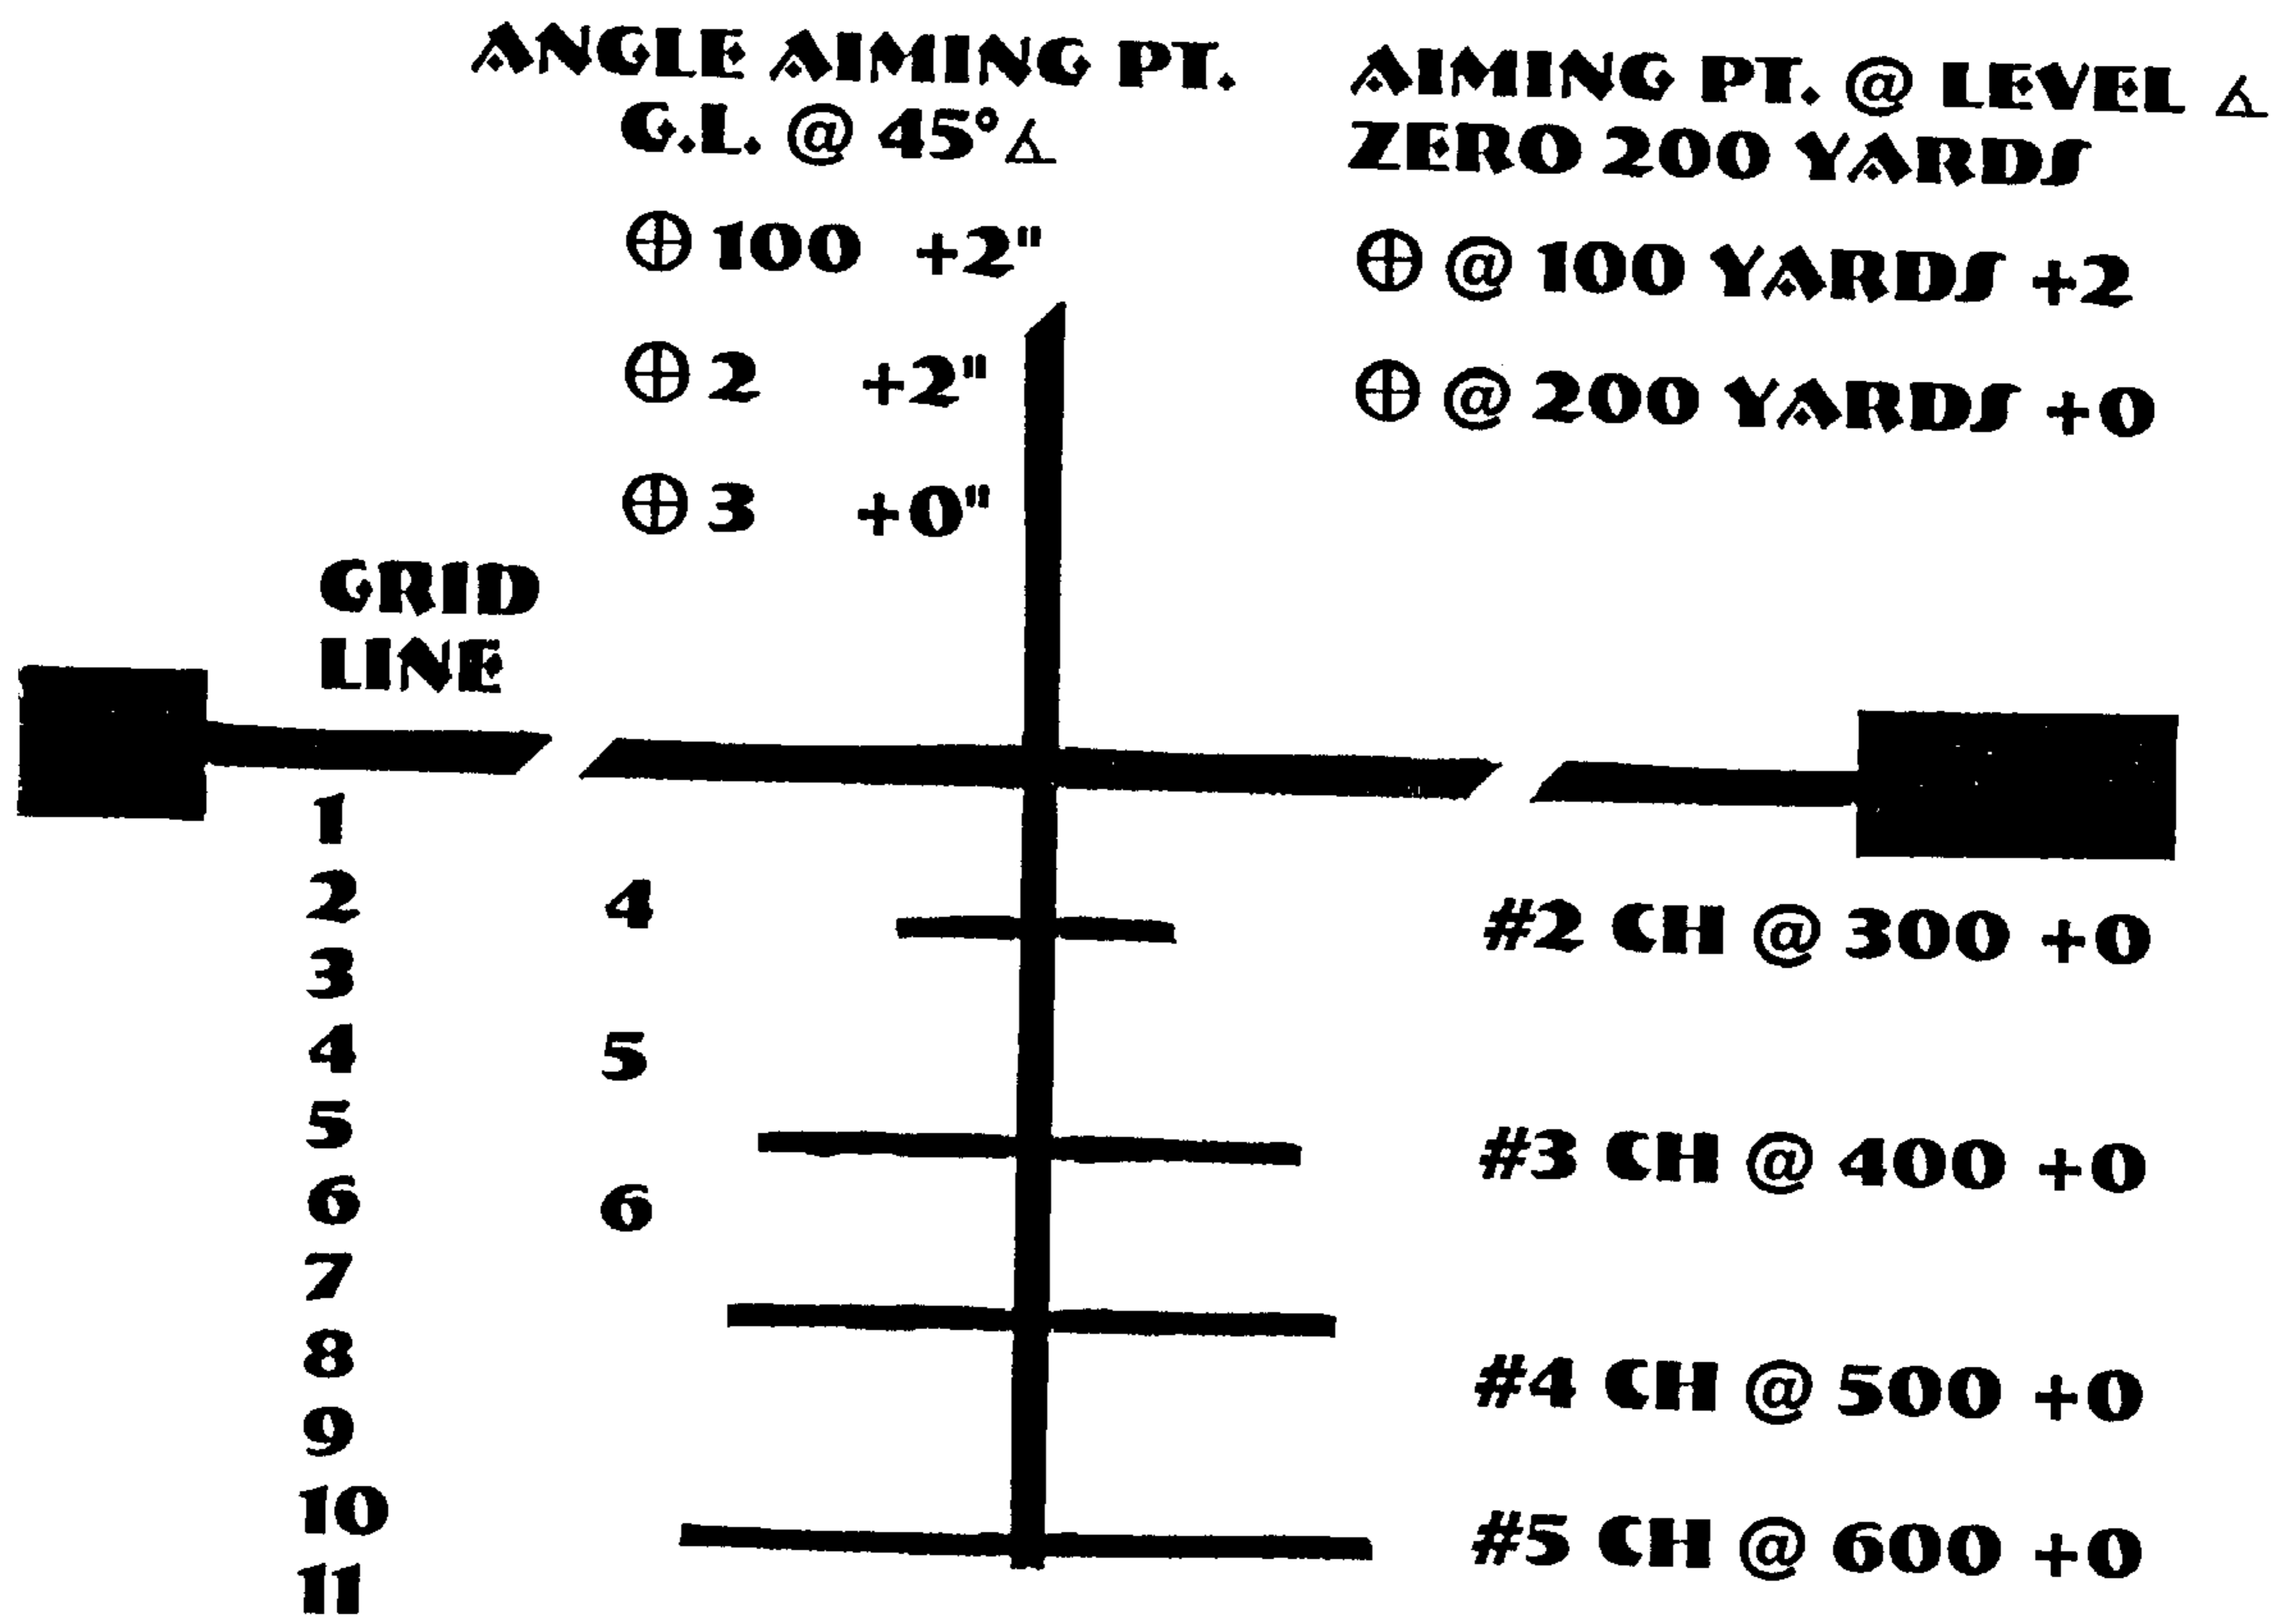 ANGLE AIMING PT.
G.L. @ 45°∡
⊕ 100 +2"
⊕ 2 +2"
⊕ 3 +0"
AIMING PT. @ LEVEL ∡
ZERO 200 YARDS
⊕ @ 100 YARDS +2
⊕ @ 200 YARDS +0
GRID
LINE
1
2
3
4
5
6
7
8
9
10
11
4
5
6
#2 CH @ 300 +0
#3 CH @ 400 +0
#4 CH @ 500 +0
#5 CH @ 600 +0